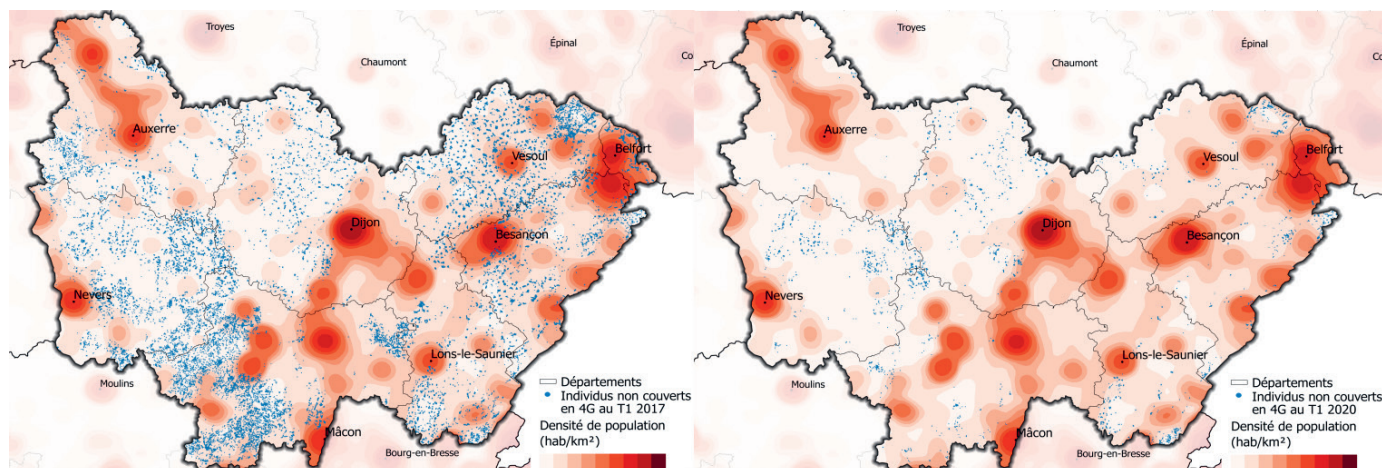 Troyes
Épinal
Chaumont
Co
Auxerre
Vesoul
Belfort
Dijon
Besançon
Nevers
Lons-le-Saunier
Moulins
Mâcon
Bourg-en-Bresse
Départements
Individus non couverts
en 4G au T1 2017
Densité de population
(hab/km²)
Troyes
Épinal
Chaumont
Co
Auxerre
Vesoul
Belfort
Dijon
Besançon
Nevers
Lons-le-Saunier
Moulins
Mâcon
Bourg-en-Bresse
Départements
Individus non couverts
en 4G au T1 2020
Densité de population
(hab/km²)